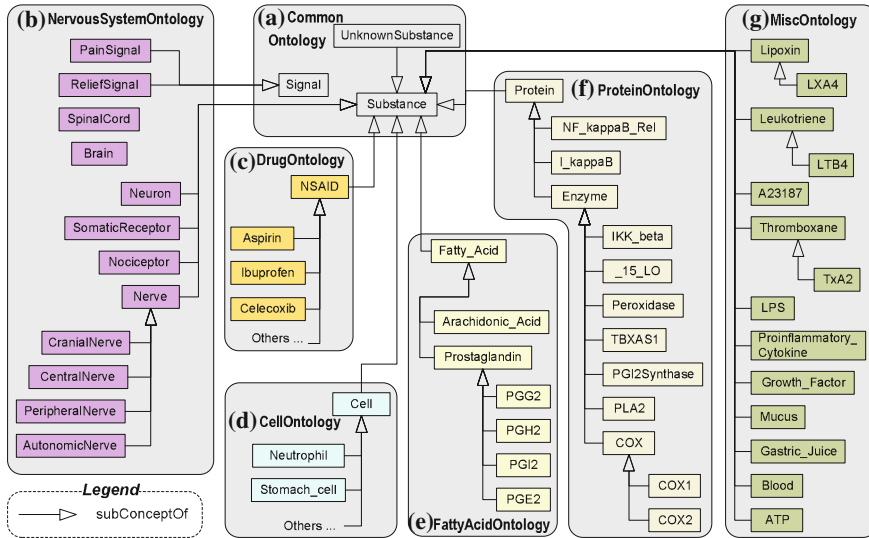 (b) NervousSystemOntology
PainSignal
ReliefSignal
SpinalCord
Brain
Neuron
SomaticReceptor
Nociceptor
Nerve
CranialNerve
CentralNerve
PeripheralNerve
AutonomicNerve
Legend
subConceptOf
(a) Common
Ontology
UnknownSubstance
Signal
Substance
(c) DrugOntology
NSAID
Aspirin
Ibuprofen
Celecoxib
Others ...
(d) CellOntology
Cell
Neutrophil
Stomach_cell
Others ...
Fatty_Acid
Arachidonic_Acid
Prostaglandin
PGG2
PGH2
PGI2
PGE2
(e) FattyAcidOntology
(f) ProteinOntology
Protein
NF_kappaB_Rel
I_kappaB
Enzyme
IKK_beta
_15_LO
Peroxidase
TBXAS1
PGI2Synthase
PLA2
COX
COX1
COX2
(g) MiscOntology
Lipoxin
LXA4
Leukotriene
LTB4
A23187
Thromboxane
TxA2
LPS
Proinflammatory_
Cytokine
Growth_Factor
Mucus
Gastric_Juice
Blood
ATP